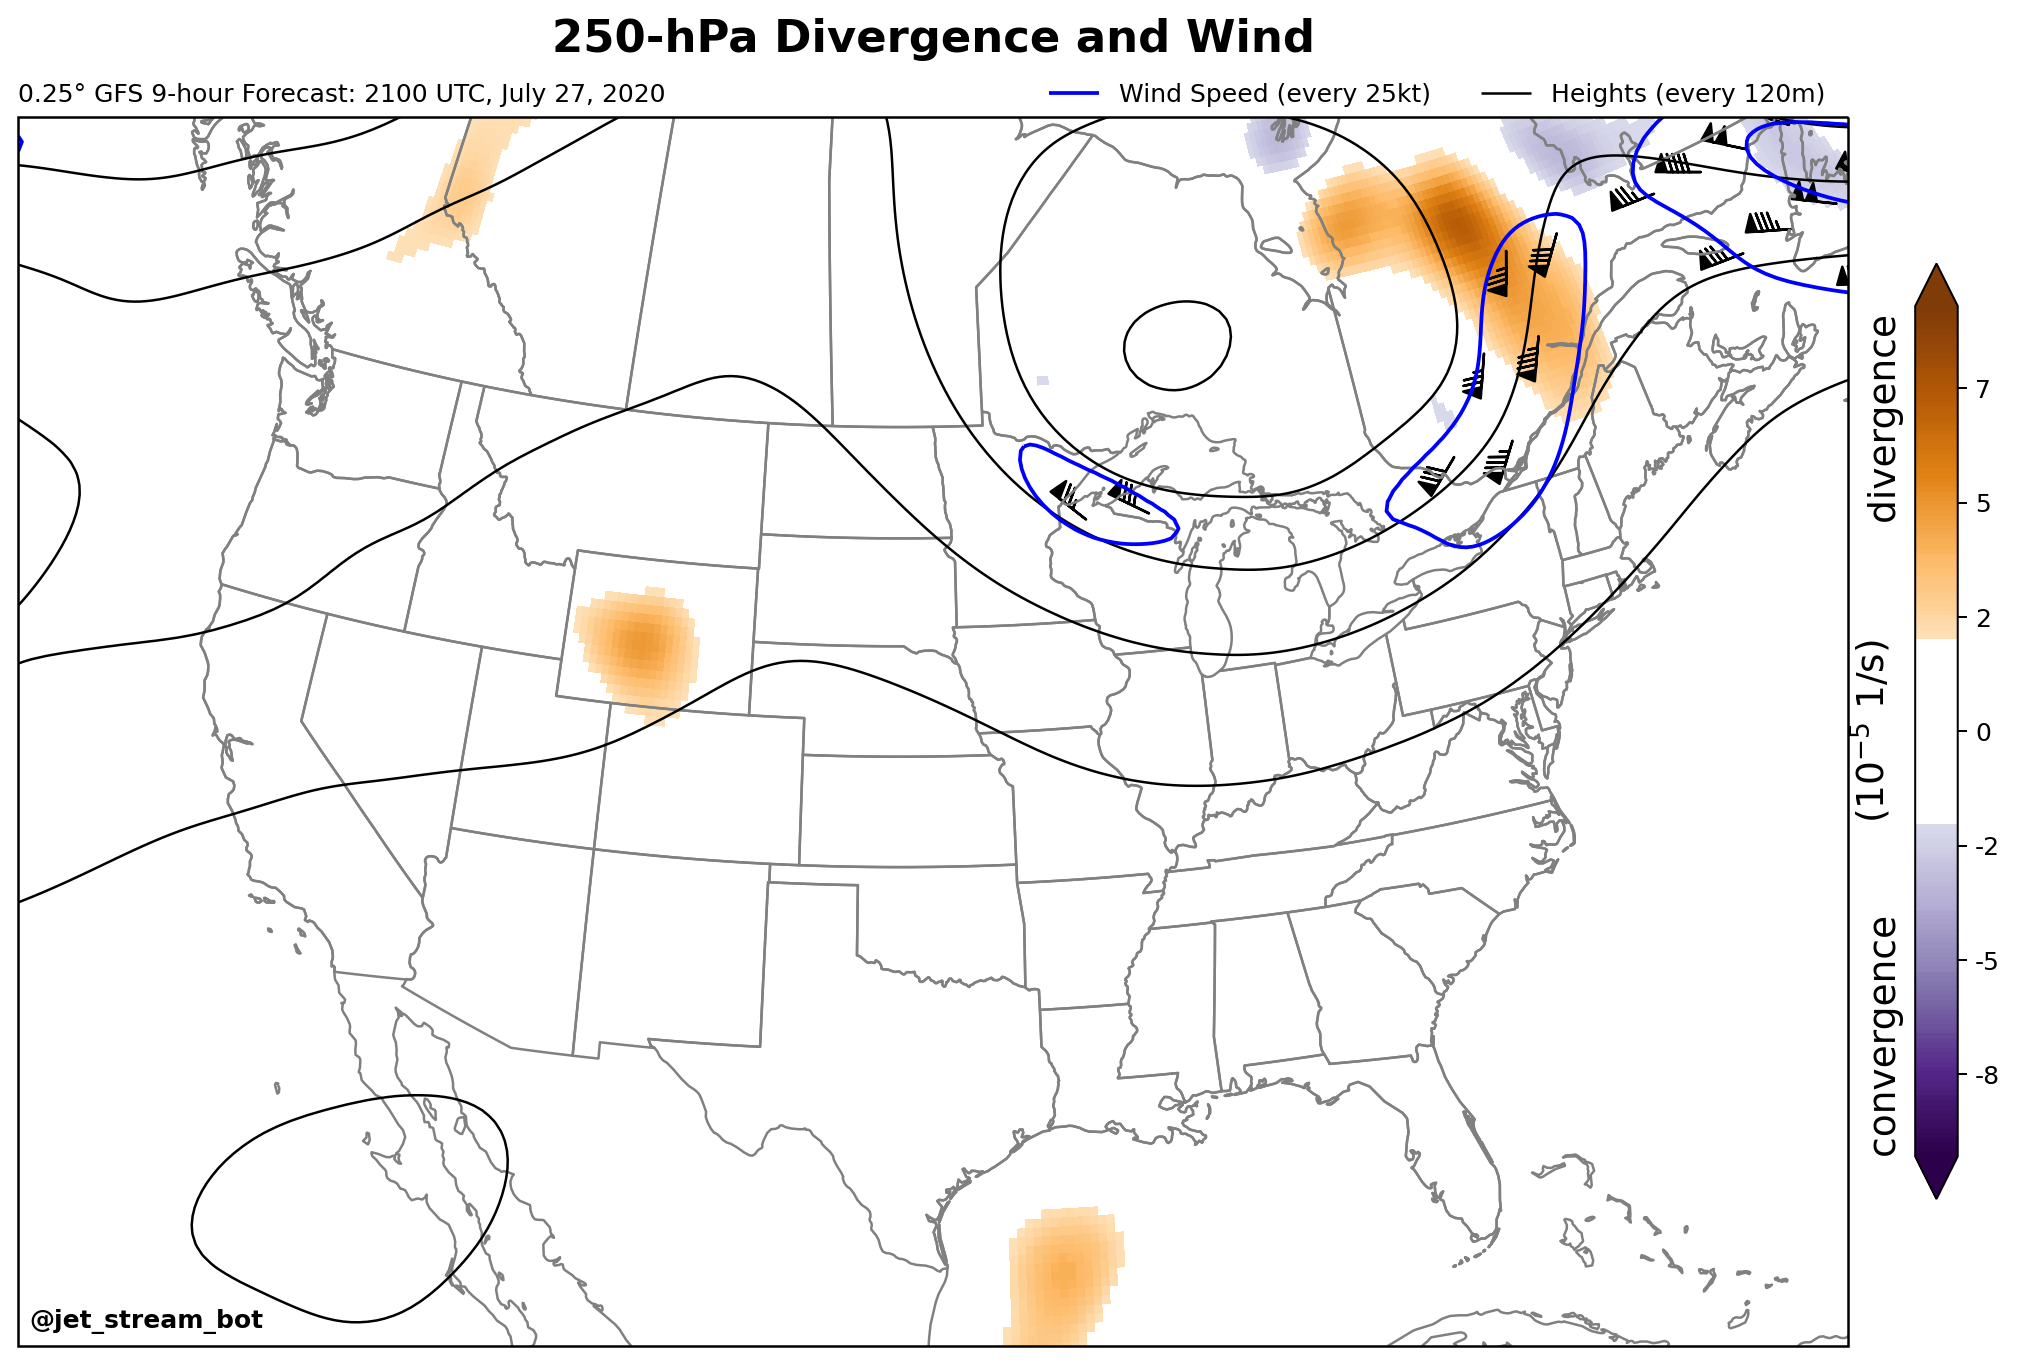 250-hPa Divergence and Wind
0.25° GFS 9-hour Forecast: 2100 UTC, July 27, 2020
Wind Speed (every 25kt)
Heights (every 120m)
divergence
(10⁻⁵ 1/s)
convergence
7
5
2
0
-2
-5
-8
@jet_stream_bot